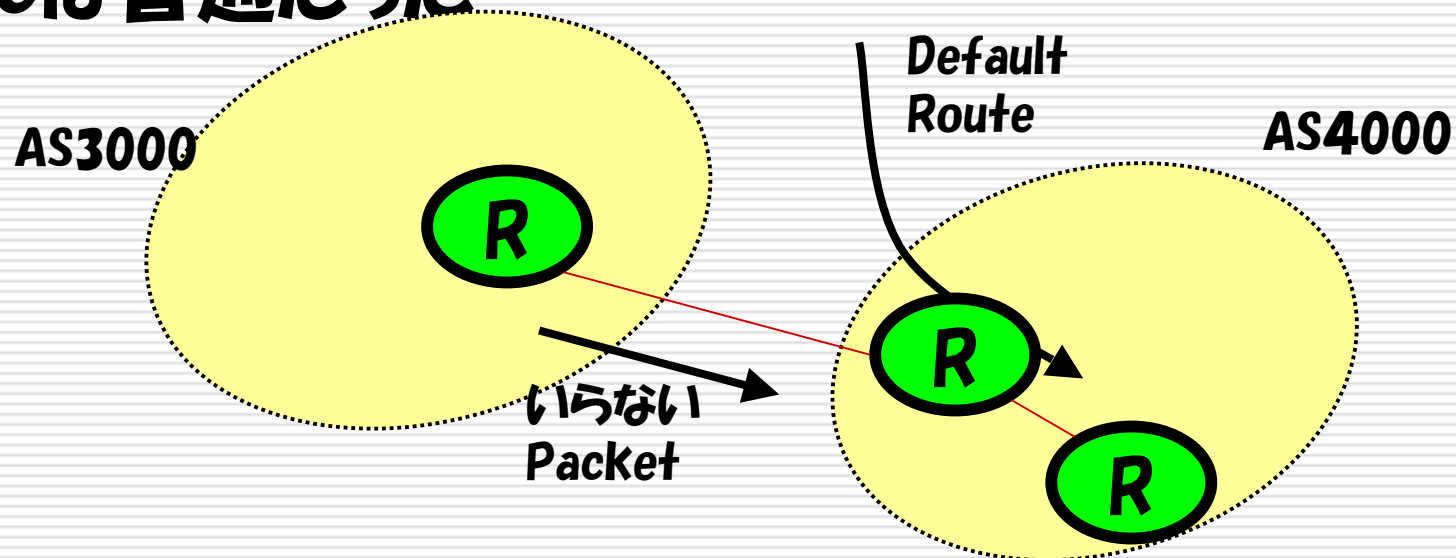 Default
Route
AS3000
AS4000
R
R
いらない
Packet
R